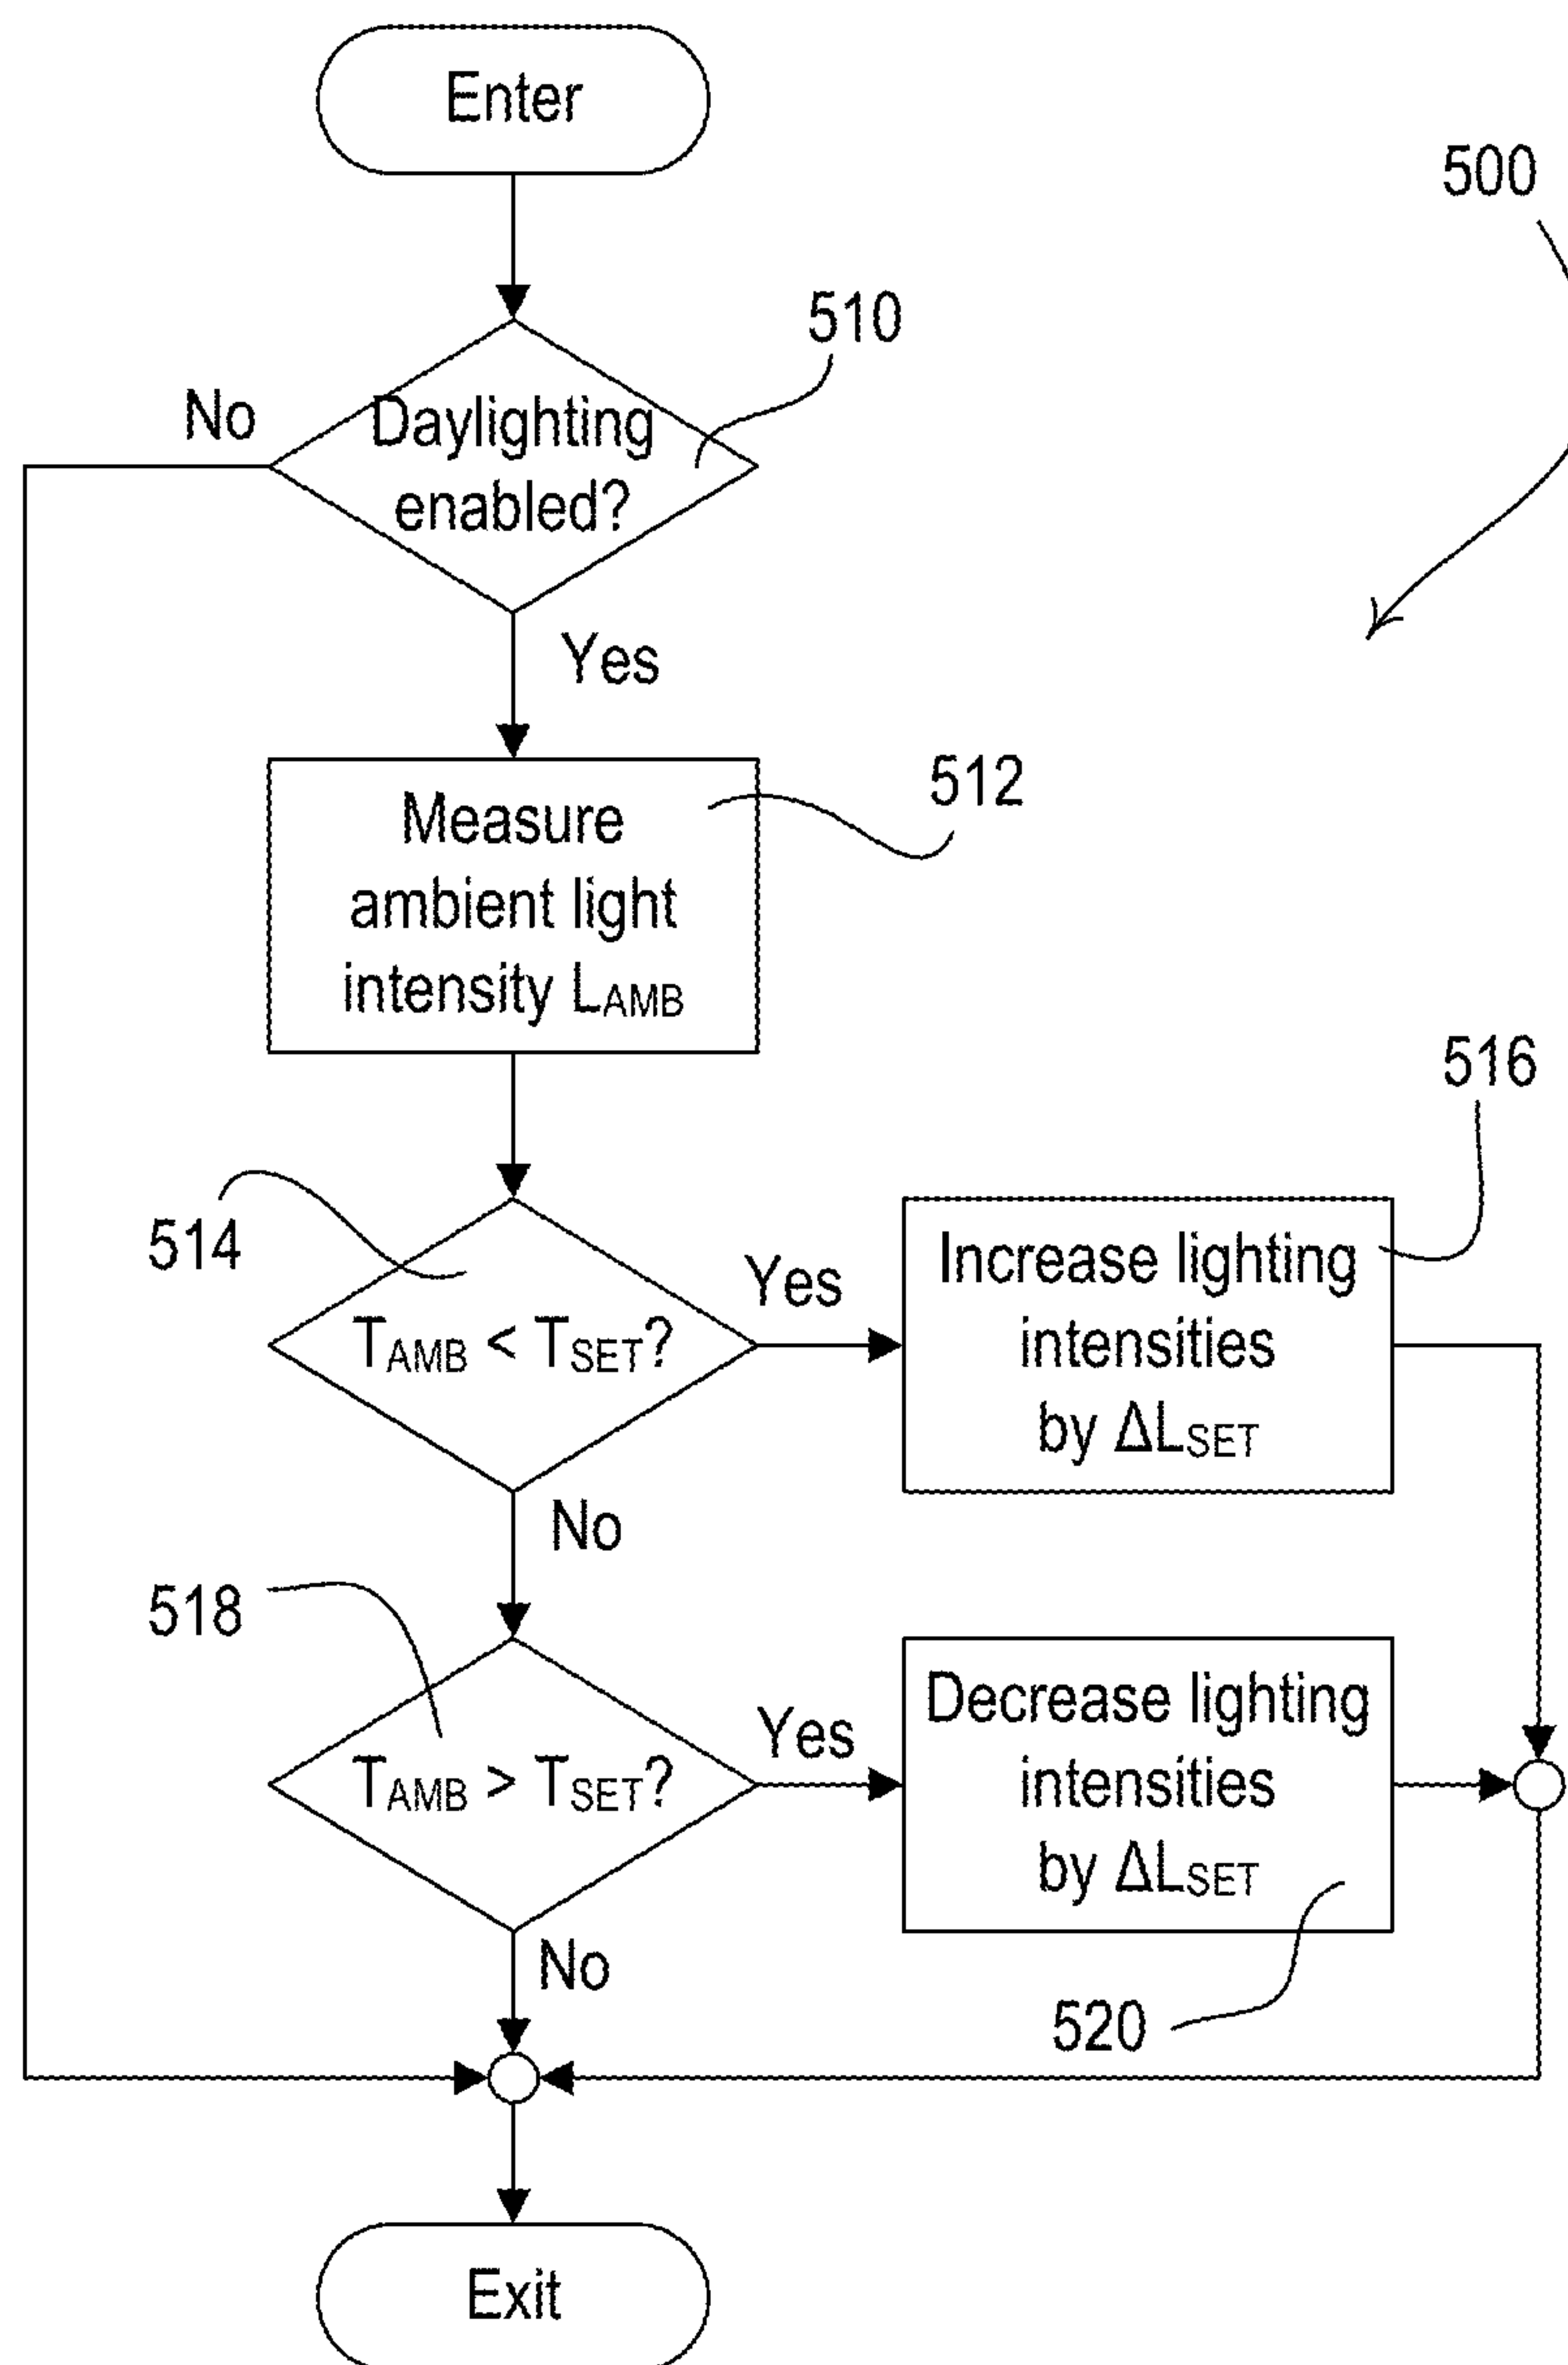 Enter
500
510
No
Daylighting
enabled?
Yes
512
Measure
ambient light
intensity LAMB
516
514
Yes
Increase lighting
intensities
by ΔLSET
TAMB < TSET?
No
518
Yes
Decrease lighting
intensities
by ΔLSET
TAMB > TSET?
No
520
Exit